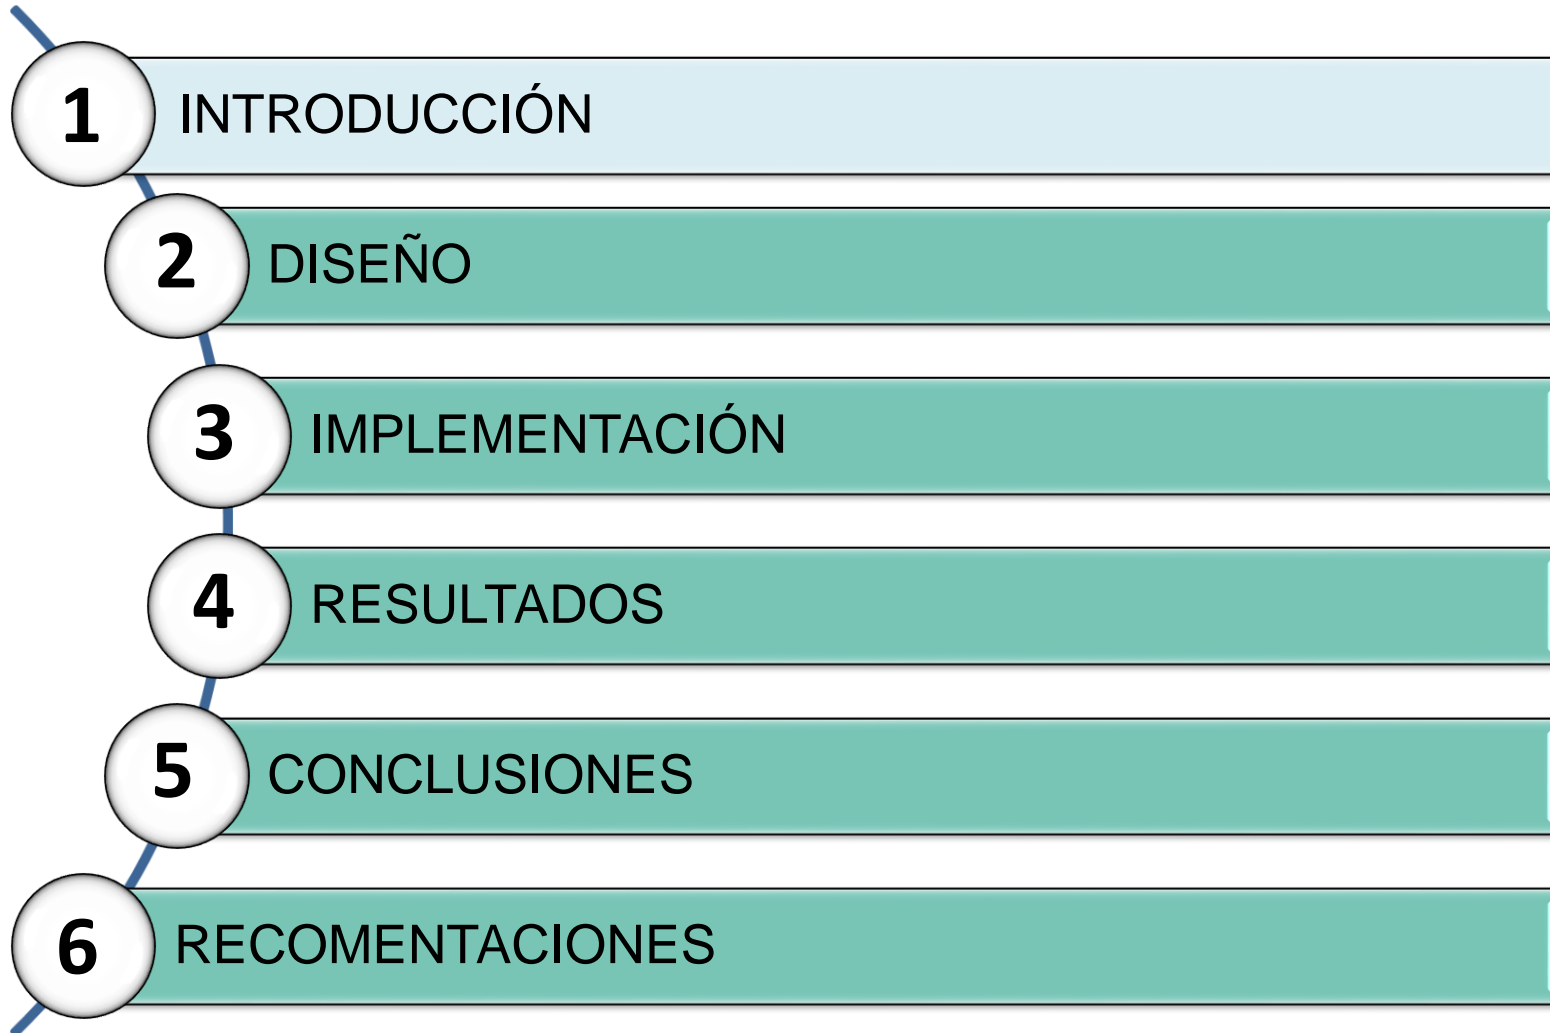 1 INTRODUCCIÓN
2 DISEÑO
3 IMPLEMENTACIÓN
4 RESULTADOS
5 CONCLUSIONES
6 RECOMENTACIONES